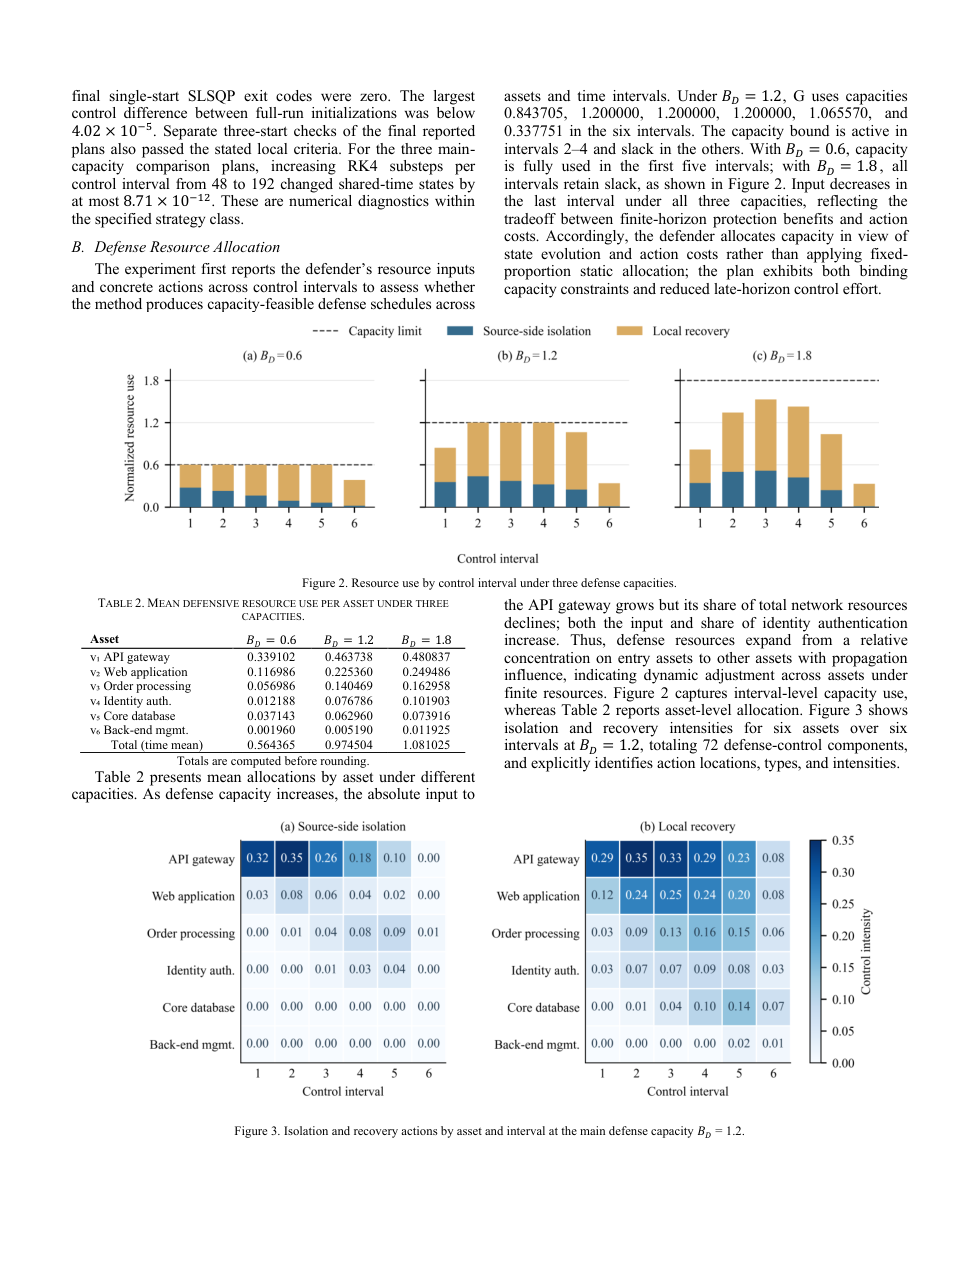 final single-start SLSQP exit codes were zero. The largest
control difference between full-run initializations was below
4.02 × 10⁻⁵. Separate three-start checks of the final reported
plans also passed the stated local criteria. For the three main-
capacity comparison plans, increasing RK4 substeps per
control interval from 48 to 192 changed shared-time states by
at most 8.71 × 10⁻¹². These are numerical diagnostics within
the specified strategy class.
B. Defense Resource Allocation
The experiment first reports the defender's resource inputs
and concrete actions across control intervals to assess whether
the method produces capacity-feasible defense schedules across
assets and time intervals. Under B_D = 1.2, G uses capacities
0.843705, 1.200000, 1.200000, 1.200000, 1.065570, and
0.337751 in the six intervals. The capacity bound is active in
intervals 2–4 and slack in the others. With B_D = 0.6, capacity
is fully used in the first five intervals; with B_D = 1.8, all
intervals retain slack, as shown in Figure 2. Input decreases in
the last interval under all three capacities, reflecting the
tradeoff between finite-horizon protection benefits and action
costs. Accordingly, the defender allocates capacity in view of
state evolution and action costs rather than applying fixed-
proportion static allocation; the plan exhibits both binding
capacity constraints and reduced late-horizon control effort.
Capacity limit Source-side isolation Local recovery
(a) B_D=0.6 (b) B_D=1.2 (c) B_D=1.8
Normalized resource use
1.8
1.2
0.6
0.0
1 2 3 4 5 6 1 2 3 4 5 6 1 2 3 4 5 6
Control interval
Figure 2. Resource use by control interval under three defense capacities.
TABLE 2. MEAN DEFENSIVE RESOURCE USE PER ASSET UNDER THREE
CAPACITIES.
Asset B_D = 0.6 B_D = 1.2 B_D = 1.8
v₁ API gateway 0.339102 0.463738 0.480837
v₂ Web application 0.116986 0.225360 0.249486
v₃ Order processing 0.056986 0.140469 0.162958
v₄ Identity auth. 0.012188 0.076786 0.101903
v₅ Core database 0.037143 0.062960 0.073916
v₆ Back-end mgmt. 0.001960 0.005190 0.011925
Total (time mean) 0.564365 0.974504 1.081025
Totals are computed before rounding.
Table 2 presents mean allocations by asset under different
capacities. As defense capacity increases, the absolute input to
the API gateway grows but its share of total network resources
declines; both the input and share of identity authentication
increase. Thus, defense resources expand from a relative
concentration on entry assets to other assets with propagation
influence, indicating dynamic adjustment across assets under
finite resources. Figure 2 captures interval-level capacity use,
whereas Table 2 reports asset-level allocation. Figure 3 shows
isolation and recovery intensities for six assets over six
intervals at B_D = 1.2, totaling 72 defense-control components,
and explicitly identifies action locations, types, and intensities.
(a) Source-side isolation
API gateway 0.32 0.35 0.26 0.18 0.10 0.00
Web application 0.03 0.08 0.06 0.04 0.02 0.00
Order processing 0.00 0.01 0.04 0.08 0.09 0.01
Identity auth. 0.00 0.00 0.01 0.03 0.04 0.00
Core database 0.00 0.00 0.00 0.00 0.00 0.00
Back-end mgmt. 0.00 0.00 0.00 0.00 0.00 0.00
1 2 3 4 5 6
Control interval
(b) Local recovery
API gateway 0.29 0.35 0.33 0.29 0.23 0.08
Web application 0.12 0.24 0.25 0.24 0.20 0.08
Order processing 0.03 0.09 0.13 0.16 0.15 0.06
Identity auth. 0.03 0.07 0.07 0.09 0.08 0.03
Core database 0.00 0.01 0.04 0.10 0.14 0.07
Back-end mgmt. 0.00 0.00 0.00 0.00 0.02 0.01
1 2 3 4 5 6
Control interval
0.35
0.30
0.25
0.20
0.15
0.10
0.05
0.00
Control intensity
Figure 3. Isolation and recovery actions by asset and interval at the main defense capacity B_D = 1.2.